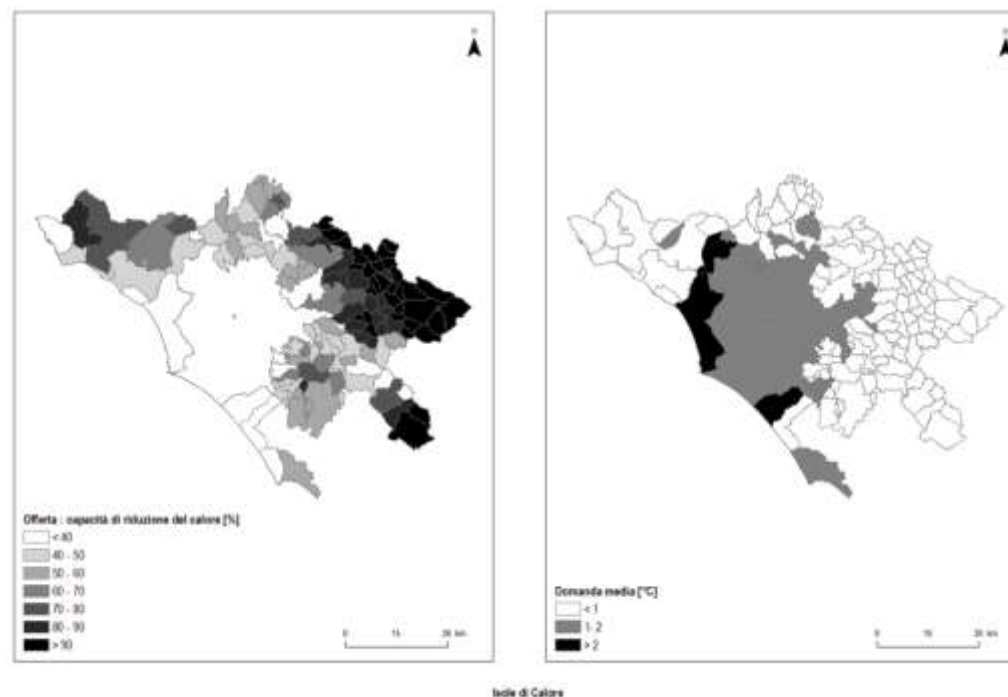 N
Offerta : capacità di riduzione del calore [%]
< 40
40 - 50
50 - 60
60 - 70
70 - 80
80 - 90
> 90
0 15 30 km
N
Domanda media [°C]
< 1
1- 2
> 2
0 15 30 km
Isole di Calore